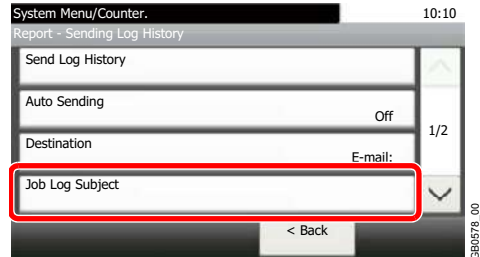 System Menu/Counter.
10:10
Report - Sending Log History
Send Log History
Auto Sending
Off
1/2
Destination
E-mail:
Job Log Subject
< Back
GB0578_00